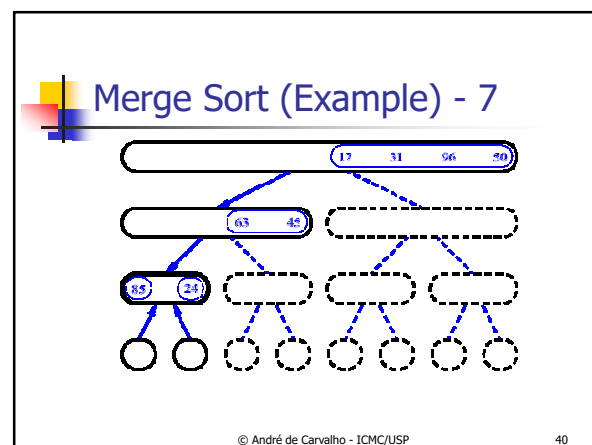 Merge Sort (Example) - 7
17 31 96 50
63 45
85 24
© André de Carvalho - ICMC/USP 40